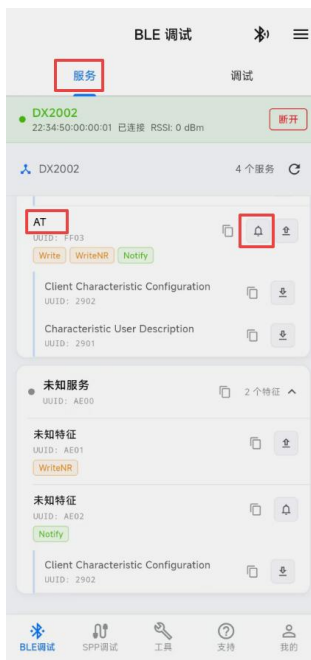 BLE 调试
服务
调试
DX2002
22:34:50:00:00:01 已连接 RSSI: 0 dBm
断开
DX2002
4 个服务
AT
UUID: FF03
Write WriteNR Notify
Client Characteristic Configuration
UUID: 2902
Characteristic User Description
UUID: 2901
未知服务
UUID: AE00
2 个特征
未知特征
UUID: AE01
WriteNR
未知特征
UUID: AE02
Notify
Client Characteristic Configuration
UUID: 2902
BLE调试 SPP调试 工具 支持 我的